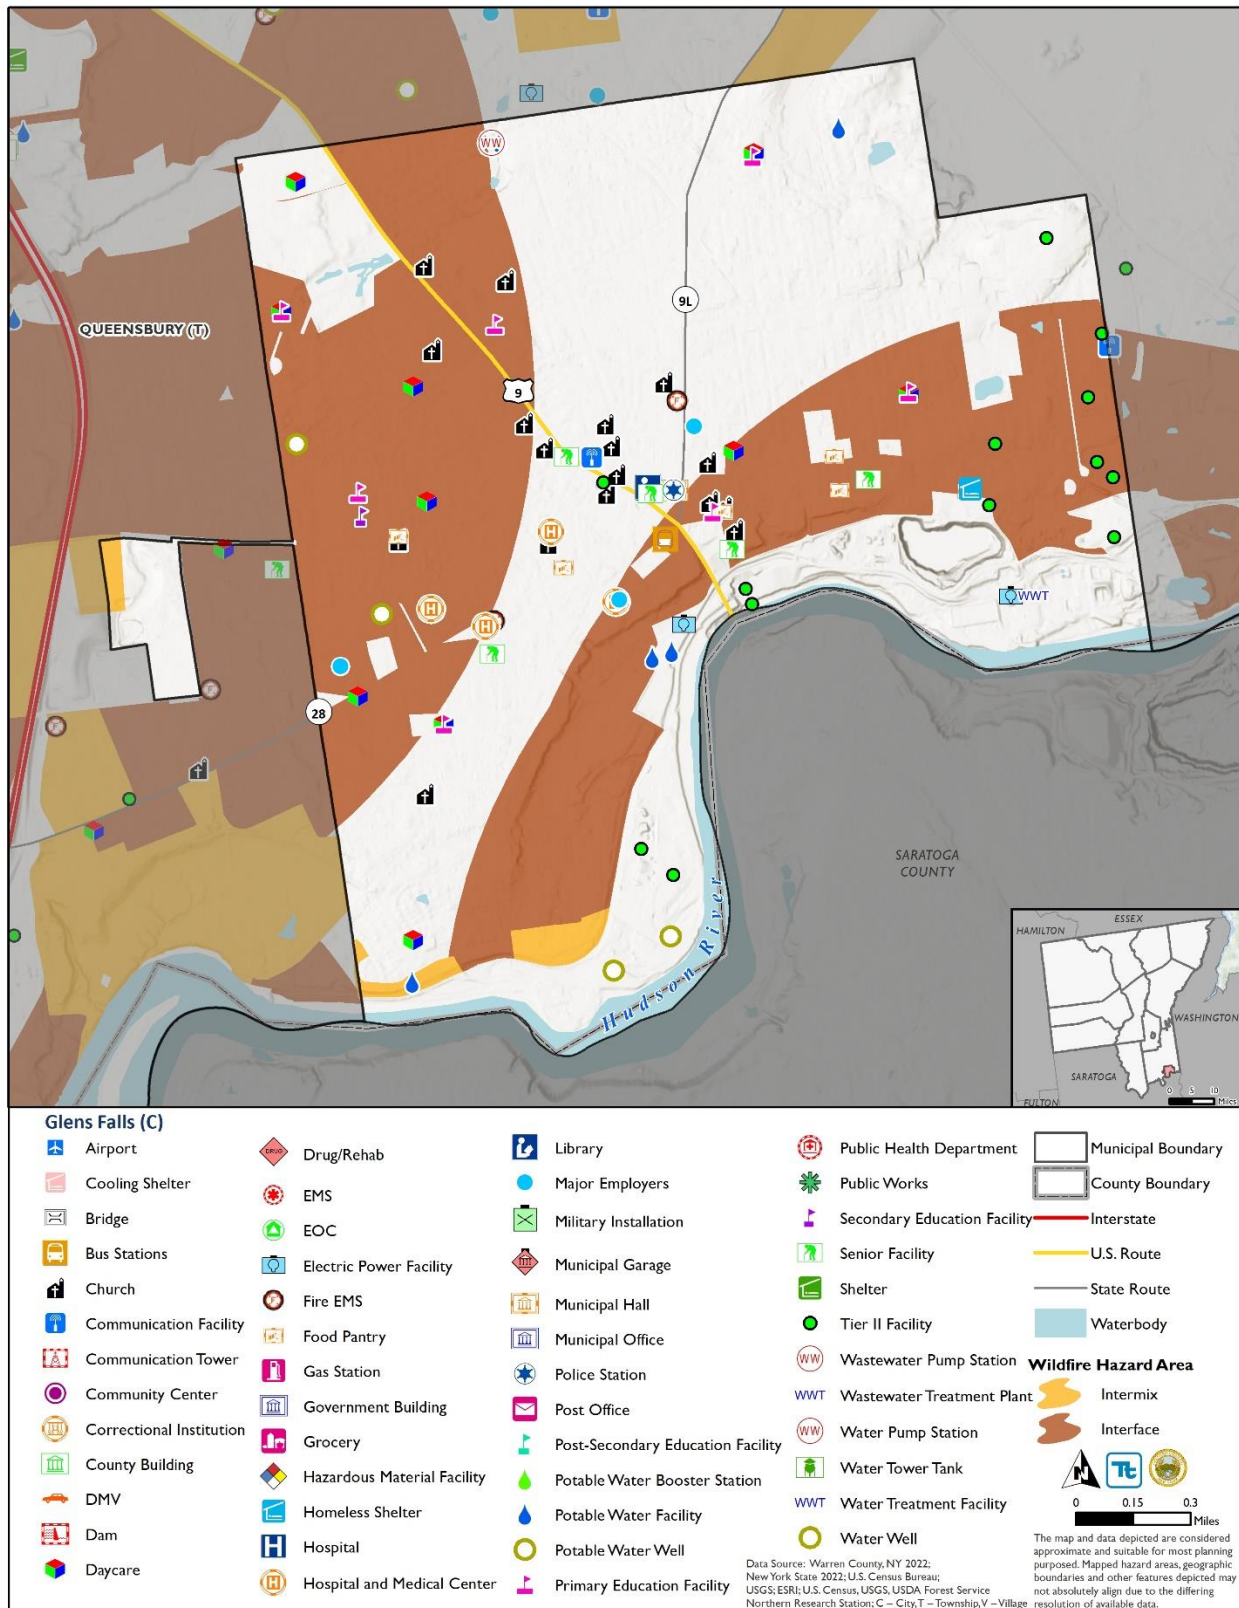 WW
QUEENSBURY (T)
9L
9
28
WWT
SARATOGA
COUNTY
Hudson River
ESSEX
HAMILTON
WASHINGTON
SARATOGA
FULTON
0 5 10
Miles
Glens Falls (C)
Airport
Cooling Shelter
Bridge
Bus Stations
Church
Communication Facility
Communication Tower
Community Center
Correctional Institution
County Building
DMV
Dam
Daycare
DRUG
Drug/Rehab
EMS
EOC
Electric Power Facility
Fire EMS
Food Pantry
Gas Station
Government Building
Grocery
Hazardous Material Facility
Homeless Shelter
Hospital
Hospital and Medical Center
Library
Major Employers
Military Installation
Municipal Garage
Municipal Hall
Municipal Office
Police Station
Post Office
Post-Secondary Education Facility
Potable Water Booster Station
Potable Water Facility
Potable Water Well
Primary Education Facility
Public Health Department
Public Works
Secondary Education Facility
Senior Facility
Shelter
Tier II Facility
WW
Wastewater Pump Station
WWT
Wastewater Treatment Plant
WW
Water Pump Station
Water Tower Tank
WWT
Water Treatment Facility
Water Well
Municipal Boundary
County Boundary
Interstate
U.S. Route
State Route
Waterbody
Wildfire Hazard Area
Intermix
Interface
N
Tt
0 0.15 0.3
Miles
Data Source: Warren County, NY 2022;
New York State 2022; U.S. Census Bureau;
USGS; ESRI; U.S. Census, USGS, USDA Forest Service
Northern Research Station; C – City, T – Township, V – Village
The map and data depicted are considered
approximate and suitable for most planning
purposed. Mapped hazard areas, geographic
boundaries and other features depicted may
not absolutely align due to the differing
resolution of available data.